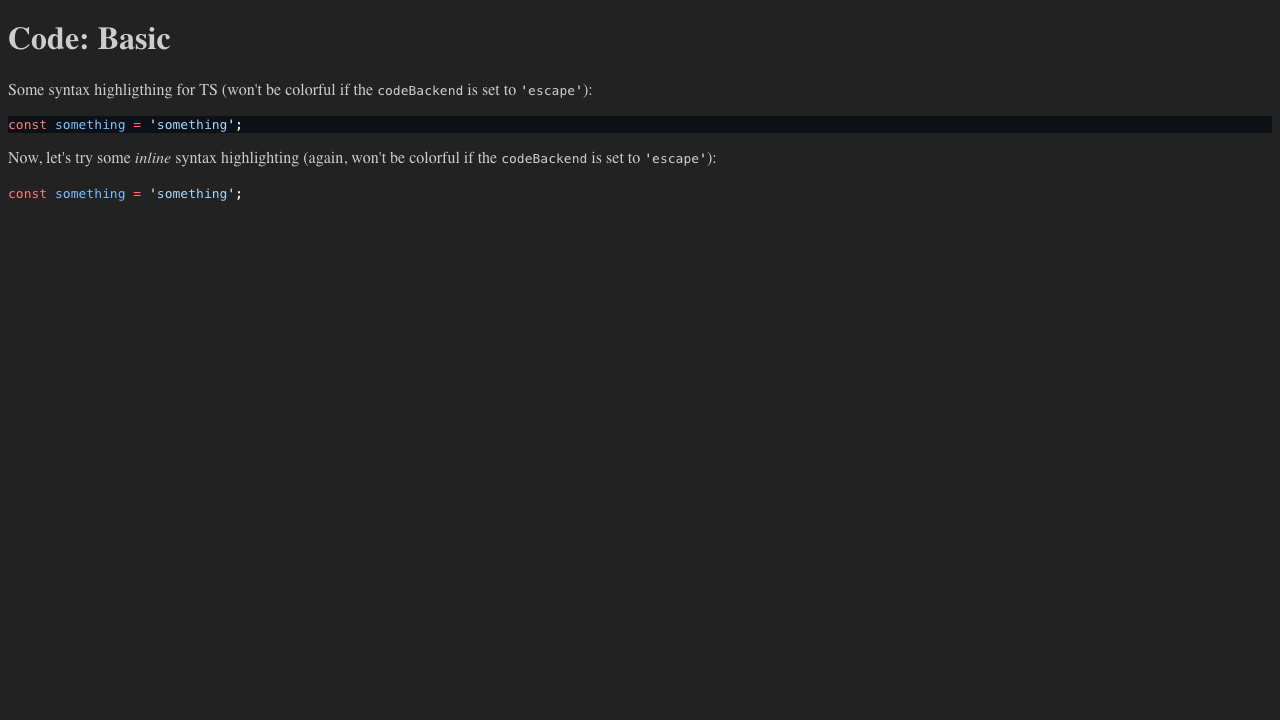 Code: Basic
Some syntax highligthing for TS (won't be colorful if the codeBackend is set to 'escape'):
const something = 'something';
Now, let's try some inline syntax highlighting (again, won't be colorful if the codeBackend is set to 'escape'):
const something = 'something';